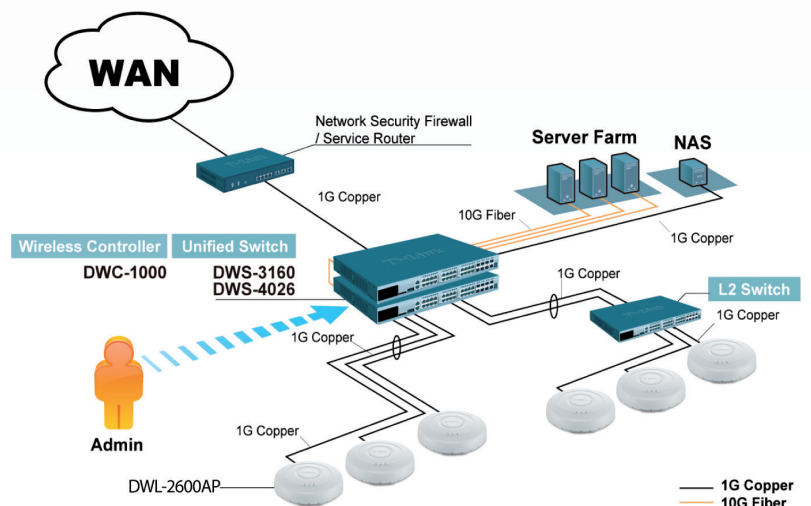 WAN
Network Security Firewall
/ Service Router
Server Farm
NAS
1G Copper
10G Fiber
1G Copper
Wireless Controller
Unified Switch
DWC-1000
DWS-3160
DWS-4026
1G Copper
L2 Switch
1G Copper
1G Copper
Admin
1G Copper
DWL-2600AP
1G Copper
10G Fiber